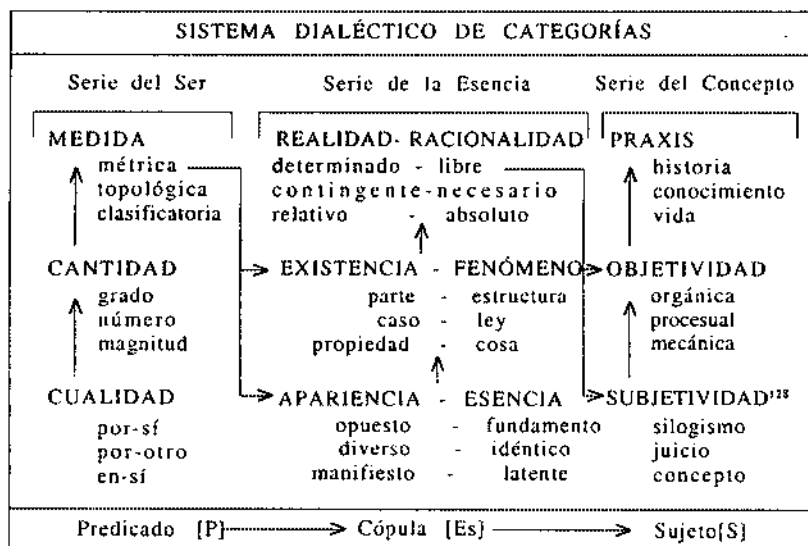 SISTEMA DIALÉCTICO DE CATEGORÍAS
Serie del Ser Serie de la Esencia Serie del Concepto
MEDIDA REALIDAD-RACIONALIDAD PRAXIS
métrica determinado - libre historia
topológica contingente-necesario conocimiento
clasificatoria relativo - absoluto vida
CANTIDAD EXISTENCIA - FENÓMENO OBJETIVIDAD
grado parte - estructura orgánica
número caso - ley procesual
magnitud propiedad - cosa mecánica
CUALIDAD APARIENCIA - ESENCIA SUBJETIVIDAD¹²⁸
por-sí opuesto - fundamento silogismo
por-otro diverso - idéntico juicio
en-sí manifiesto - latente concepto
Predicado [P] Cópula [Es] Sujeto[S]